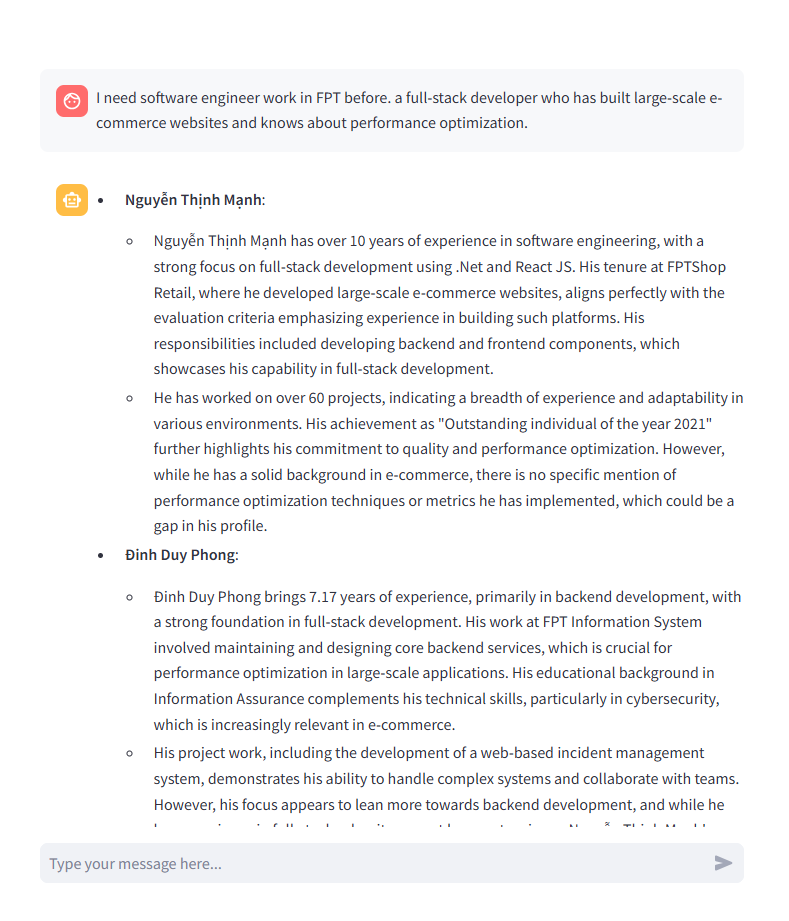 I need software engineer work in FPT before. a full-stack developer who has built large-scale e-
commerce websites and knows about performance optimization.
• Nguyễn Thịnh Mạnh:
◦ Nguyễn Thịnh Mạnh has over 10 years of experience in software engineering, with a
strong focus on full-stack development using .Net and React JS. His tenure at FPTShop
Retail, where he developed large-scale e-commerce websites, aligns perfectly with the
evaluation criteria emphasizing experience in building such platforms. His
responsibilities included developing backend and frontend components, which
showcases his capability in full-stack development.
◦ He has worked on over 60 projects, indicating a breadth of experience and adaptability in
various environments. His achievement as "Outstanding individual of the year 2021"
further highlights his commitment to quality and performance optimization. However,
while he has a solid background in e-commerce, there is no specific mention of
performance optimization techniques or metrics he has implemented, which could be a
gap in his profile.
• Đinh Duy Phong:
◦ Đinh Duy Phong brings 7.17 years of experience, primarily in backend development, with
a strong foundation in full-stack development. His work at FPT Information System
involved maintaining and designing core backend services, which is crucial for
performance optimization in large-scale applications. His educational background in
Information Assurance complements his technical skills, particularly in cybersecurity,
which is increasingly relevant in e-commerce.
◦ His project work, including the development of a web-based incident management
system, demonstrates his ability to handle complex systems and collaborate with teams.
However, his focus appears to lean more towards backend development, and while he
Type your message here...